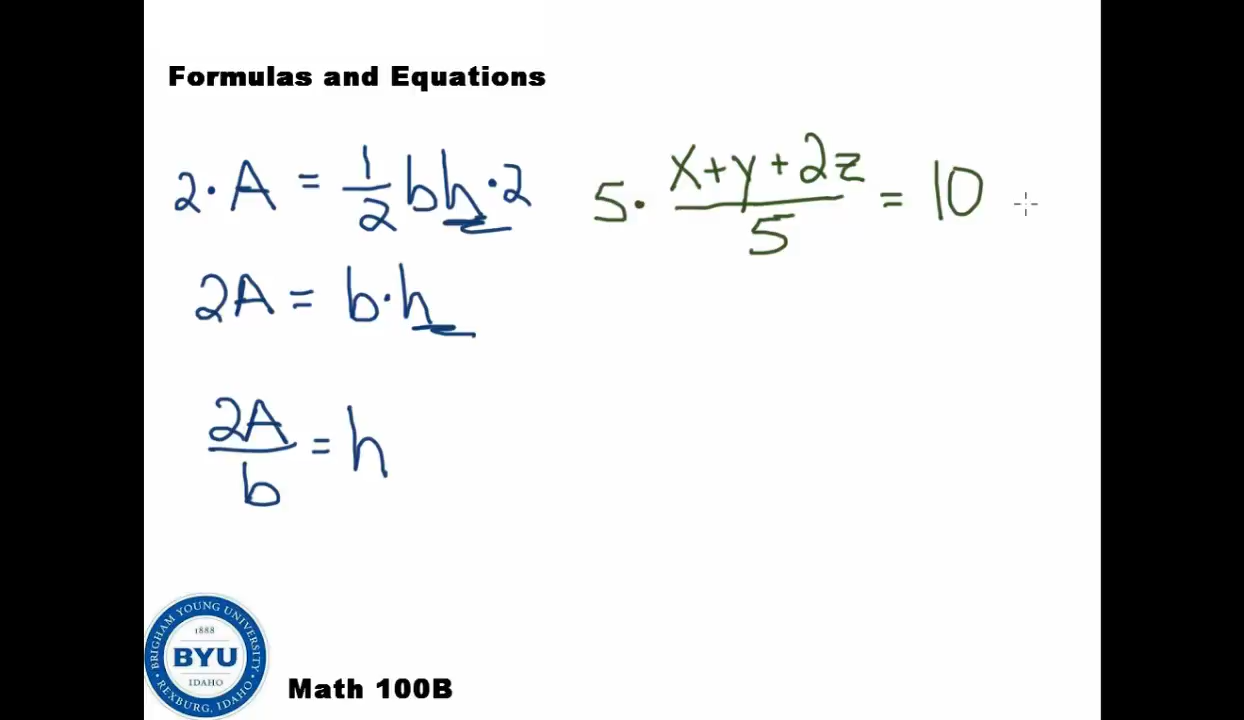 Formulas and Equations
2 · A = 1/2 bh · 2
2A = b · h
2A/b = h
5 · (x+y+2z)/5 = 10
BRIGHAM YOUNG UNIVERSITY
1888
BYU
IDAHO
REXBURG, IDAHO
Math 100B